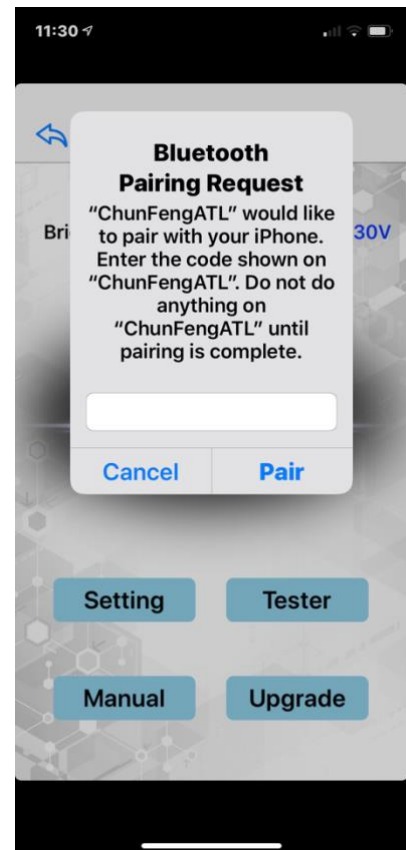 11:30
Bluetooth
Pairing Request
“ChunFengATL” would like
to pair with your iPhone.
Enter the code shown on
“ChunFengATL”. Do not do
anything on
“ChunFengATL” until
pairing is complete.
Bri
30V
Cancel Pair
Setting Tester
Manual Upgrade